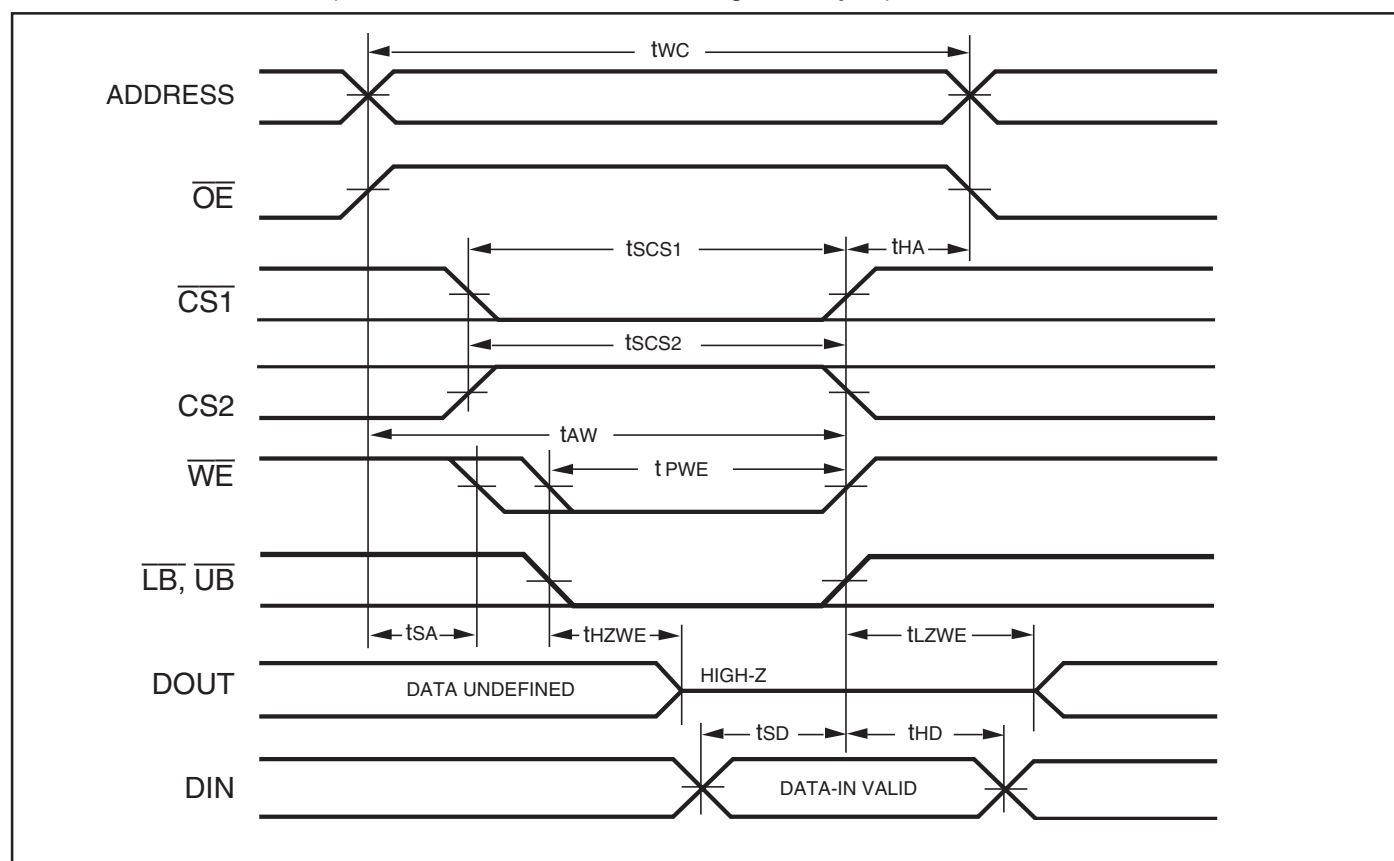 tWC
ADDRESS
OE
tSCS1
tHA
CS1
tSCS2
CS2
tAW
WE
tPWE
LB, UB
tSA
tHZWE
tLZWE
DOUT
DATA UNDEFINED
HIGH-Z
tSD
tHD
DIN
DATA-IN VALID